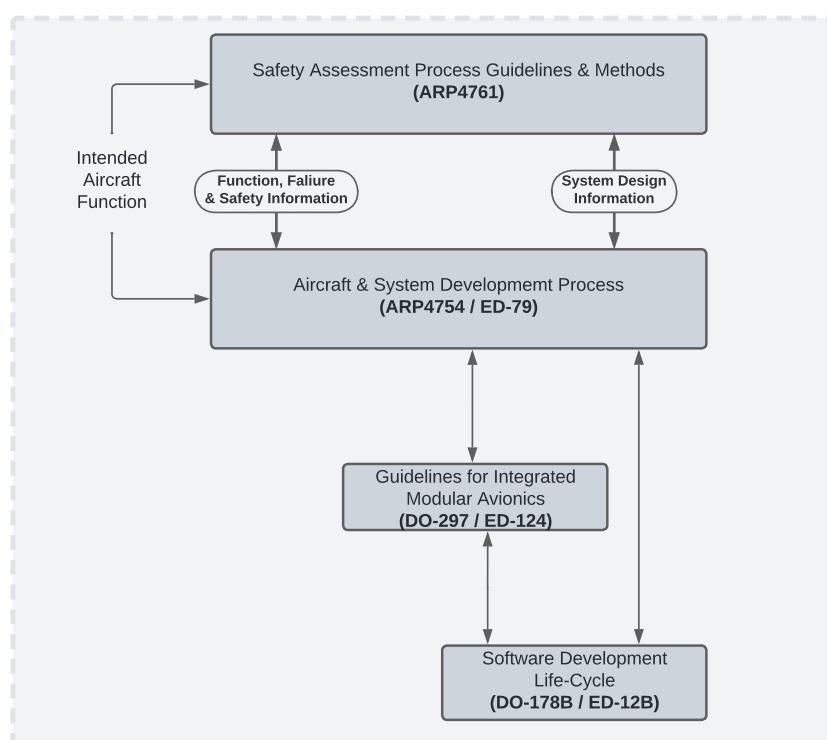 Safety Assessment Process Guidelines & Methods
(ARP4761)
Intended
Aircraft
Function
Function, Faliure
& Safety Information
System Design
Information
Aircraft & System Developmemt Process
(ARP4754 / ED-79)
Guidelines for Integrated
Modular Avionics
(DO-297 / ED-124)
Software Development
Life-Cycle
(DO-178B / ED-12B)